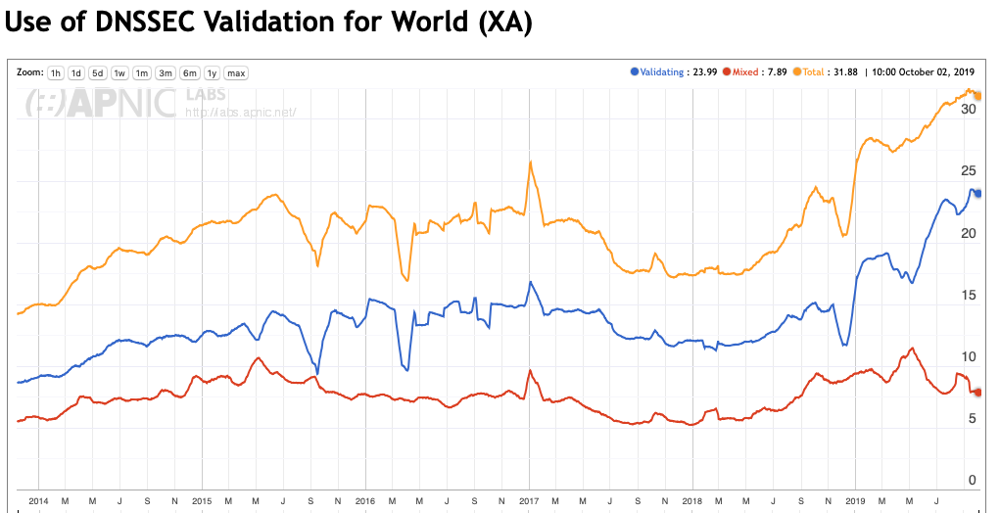 Use of DNSSEC Validation for World (XA)
Zoom: 1h 1d 5d 1w 1m 3m 6m 1y max
Validating : 23.99 Mixed : 7.89 Total : 31.88 | 10:00 October 02, 2019
(::) APNIC LABS
http://labs.apnic.net/
30
25
20
15
10
5
0
2014 M M J S N 2015 M M J S N 2016 M M J S N 2017 M M J S N 2018 M M J S N 2019 M M J